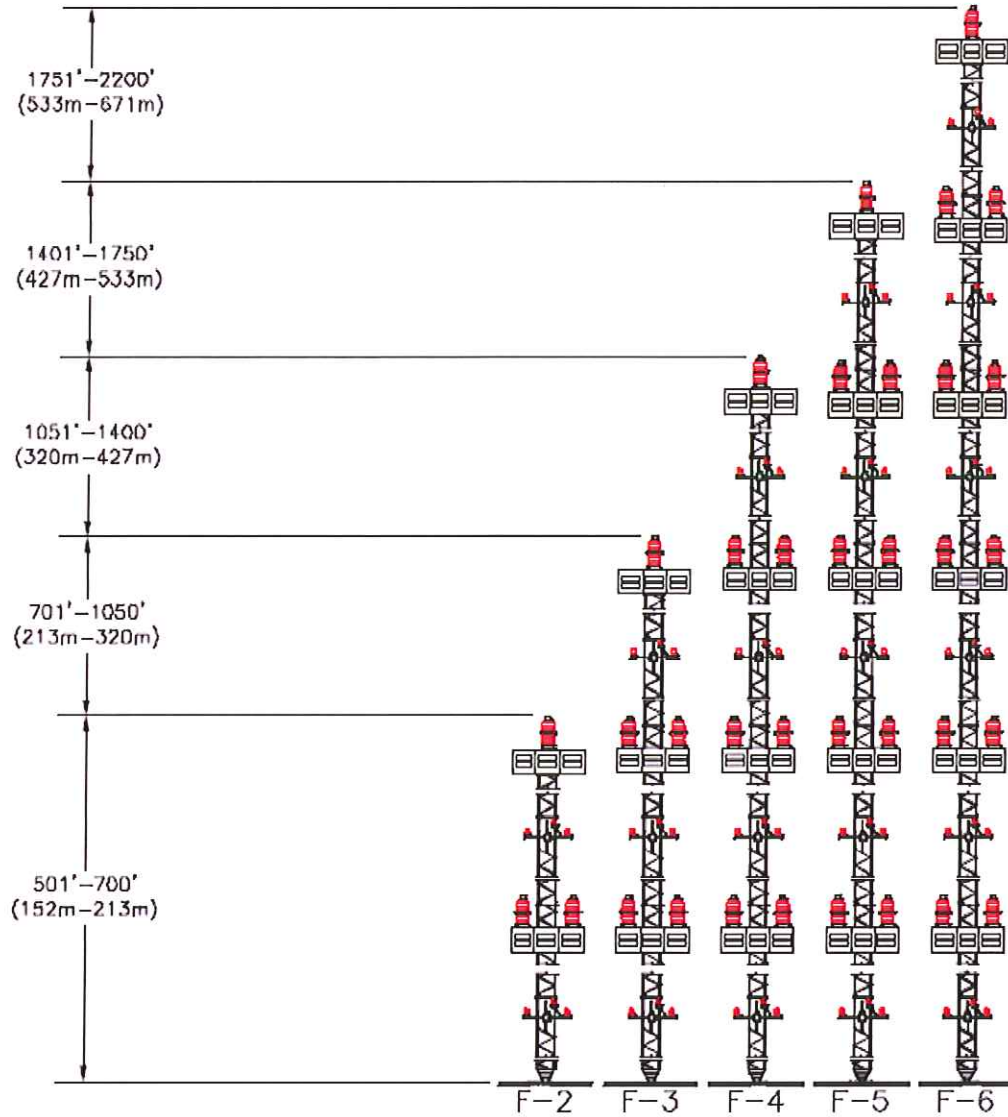 1751'-2200'
(533m-671m)
1401'-1750'
(427m-533m)
1051'-1400'
(320m-427m)
701'-1050'
(213m-320m)
501'-700'
(152m-213m)
F-2 F-3 F-4 F-5 F-6